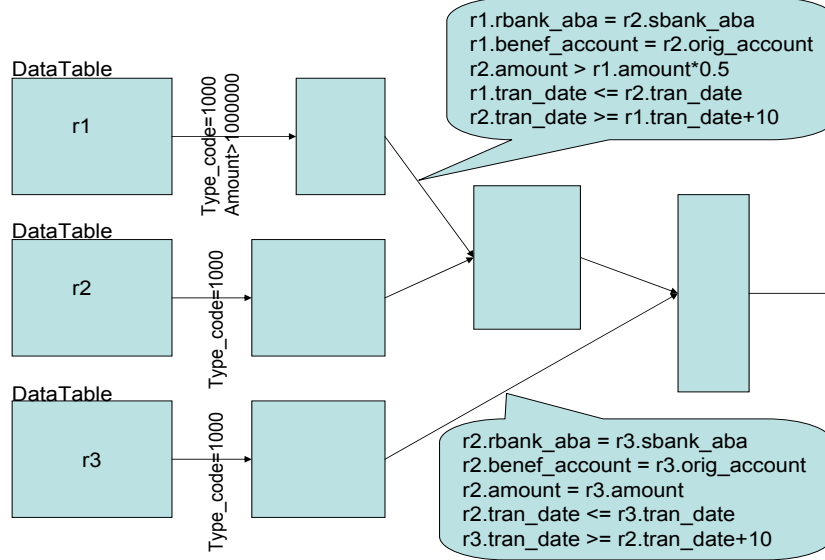 r1.rbank_aba = r2.sbank_aba
r1.benef_account = r2.orig_account
r2.amount > r1.amount*0.5
r1.tran_date <= r2.tran_date
r2.tran_date >= r1.tran_date+10
DataTable
r1
Type_code=1000
Amount>1000000
DataTable
r2
Type_code=1000
DataTable
r3
Type_code=1000
r2.rbank_aba = r3.sbank_aba
r2.benef_account = r3.orig_account
r2.amount = r3.amount
r2.tran_date <= r3.tran_date
r3.tran_date >= r2.tran_date+10